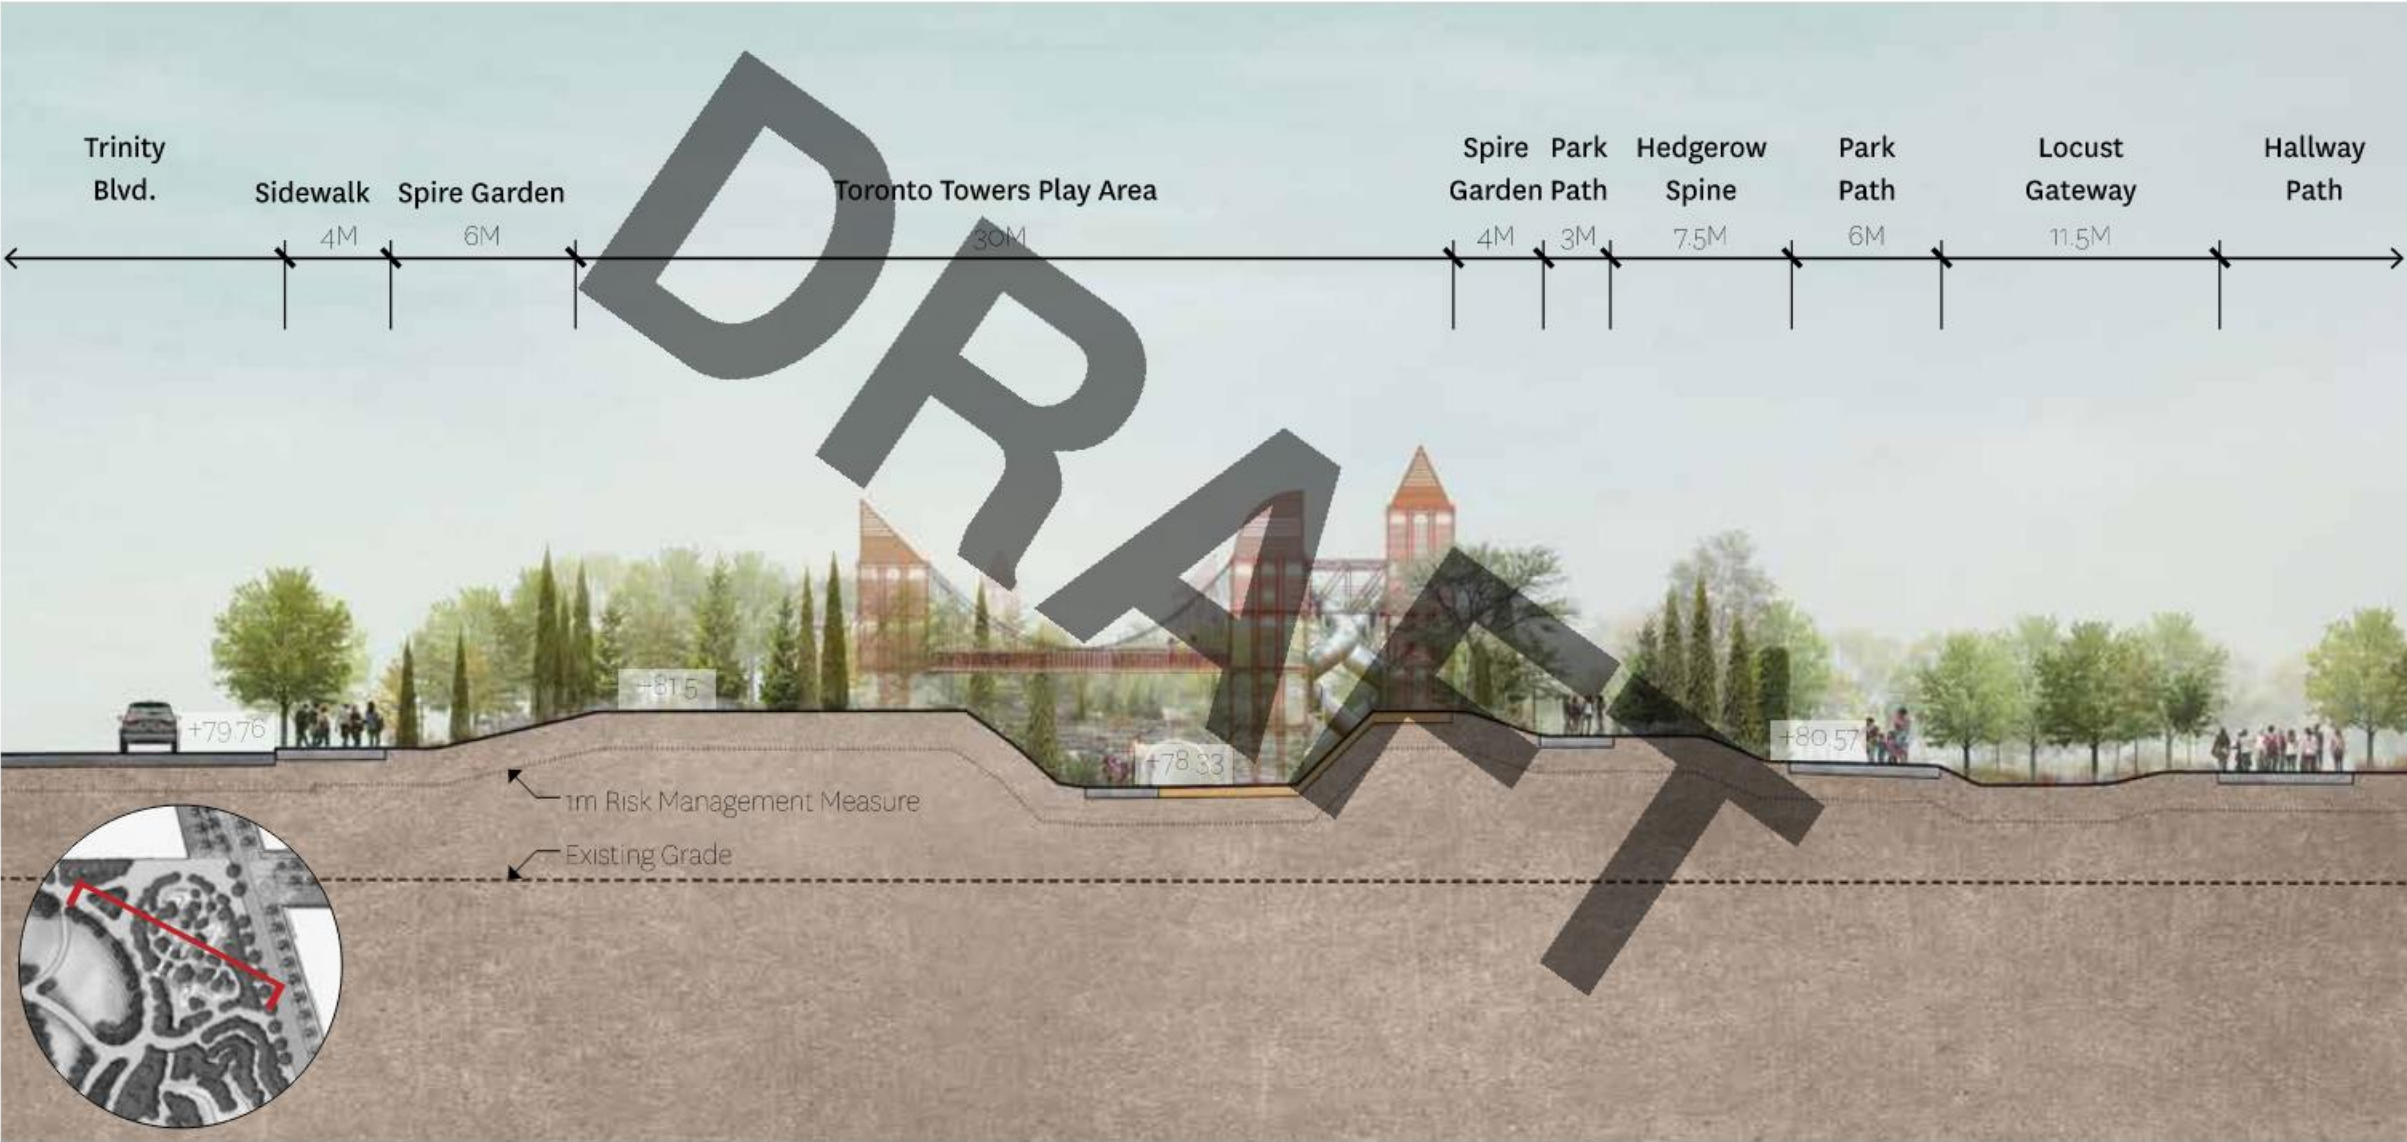 Trinity
Blvd.
Sidewalk
4M
Spire Garden
6M
Toronto Towers Play Area
30M
Spire
Garden
4M
Park
Path
3M
Hedgerow
Spine
7.5M
Park
Path
6M
Locust
Gateway
11.5M
Hallway
Path
DRAFT
+79.76
+81.5
+78.33
+80.57
1m Risk Management Measure
Existing Grade